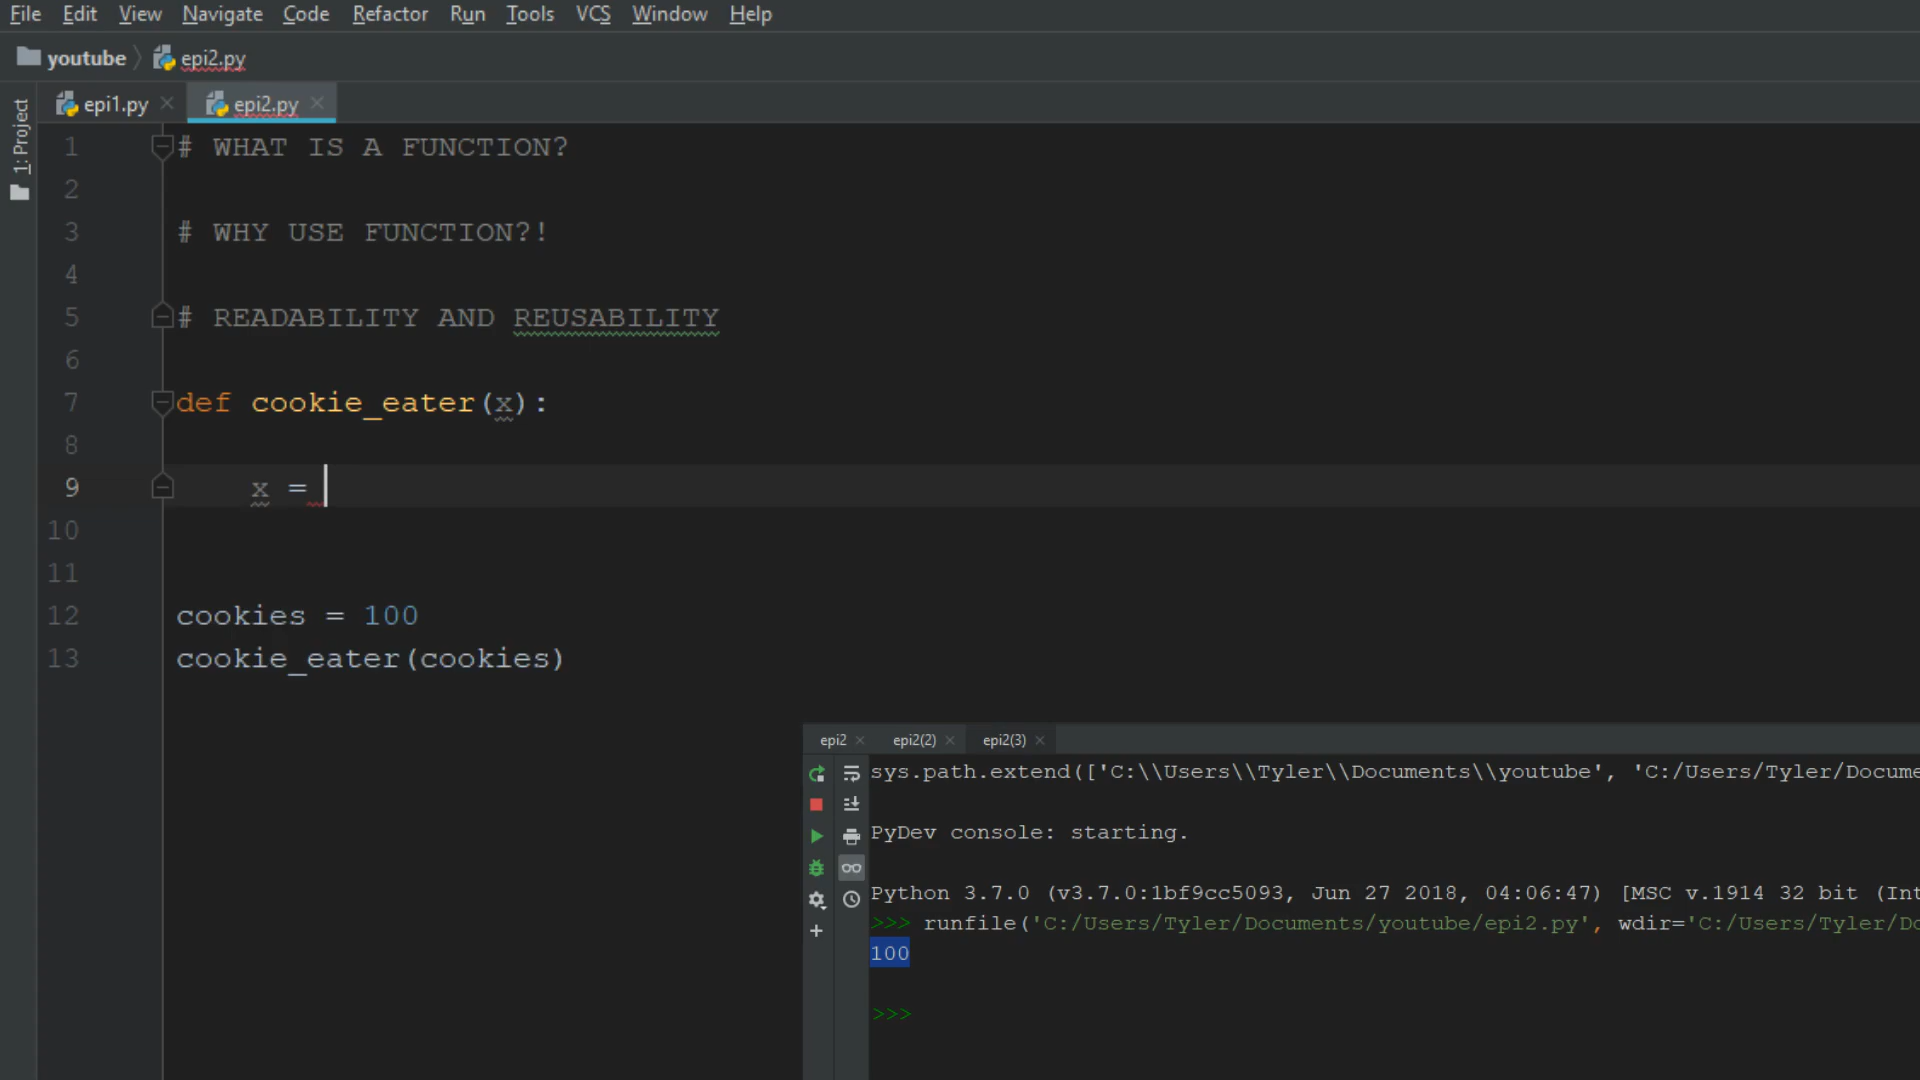 File Edit View Navigate Code Refactor Run Tools VCS Window Help
youtube epi2.py
epi1.py epi2.py
1: Project
1 # WHAT IS A FUNCTION?
2
3 # WHY USE FUNCTION?!
4
5 # READABILITY AND REUSABILITY
6
7 def cookie_eater(x):
8
9 x =
10
11
12 cookies = 100
13 cookie_eater(cookies)
epi2 epi2(2) epi2(3)
sys.path.extend(['C:\\Users\\Tyler\\Documents\\youtube', 'C:/Users/Tyler/Docume
PyDev console: starting.
Python 3.7.0 (v3.7.0:1bf9cc5093, Jun 27 2018, 04:06:47) [MSC v.1914 32 bit (Int
>>> runfile('C:/Users/Tyler/Documents/youtube/epi2.py', wdir='C:/Users/Tyler/Do
100
>>>